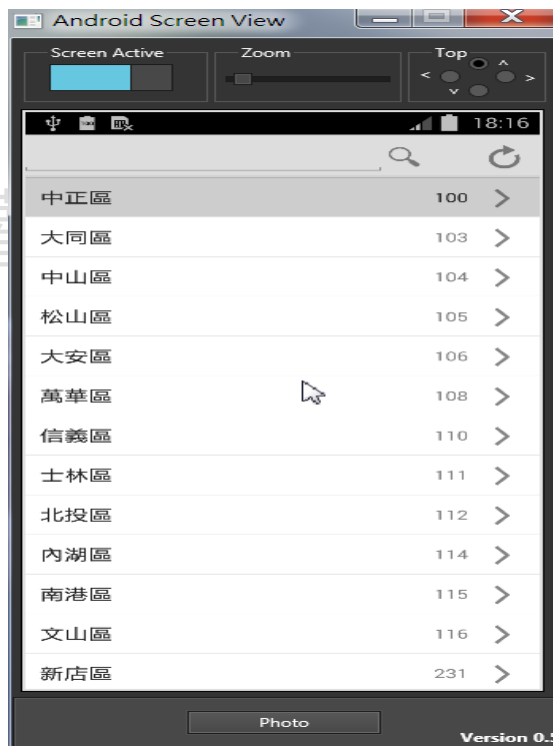 Android Screen View
Screen Active Zoom Top
18:16
中正區 100
大同區 103
中山區 104
松山區 105
大安區 106
萬華區 108
信義區 110
士林區 111
北投區 112
內湖區 114
南港區 115
文山區 116
新店區 231
Photo
Version 0.